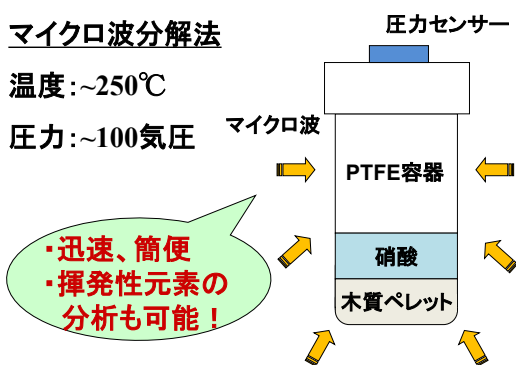 マイクロ波分解法
温度：~250℃
圧力：~100気圧
圧力センサー
マイクロ波
PTFE容器
硝酸
木質ペレット
・迅速、簡便
・揮発性元素の
分析も可能！